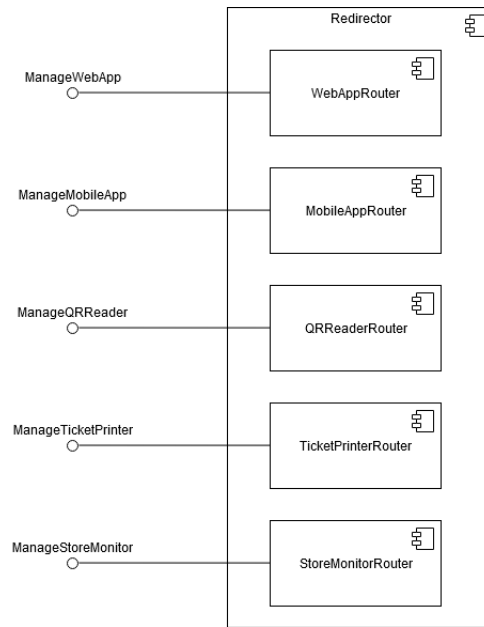 Redirector
ManageWebApp
WebAppRouter
ManageMobileApp
MobileAppRouter
ManageQRReader
QRReaderRouter
ManageTicketPrinter
TicketPrinterRouter
ManageStoreMonitor
StoreMonitorRouter